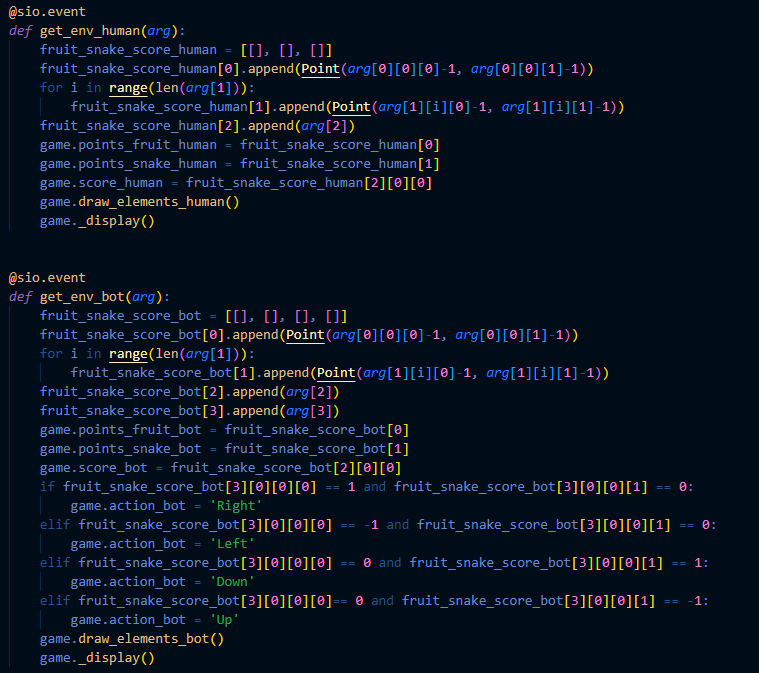 @sio.event
def get_env_human(arg):
    fruit_snake_score_human = [[], [], []]
    fruit_snake_score_human[0].append(Point(arg[0][0][0]-1, arg[0][0][1]-1))
    for i in range(len(arg[1])):
        fruit_snake_score_human[1].append(Point(arg[1][i][0]-1, arg[1][i][1]-1))
    fruit_snake_score_human[2].append(arg[2])
    game.points_fruit_human = fruit_snake_score_human[0]
    game.points_snake_human = fruit_snake_score_human[1]
    game.score_human = fruit_snake_score_human[2][0][0]
    game.draw_elements_human()
    game._display()

@sio.event
def get_env_bot(arg):
    fruit_snake_score_bot = [[], [], [], []]
    fruit_snake_score_bot[0].append(Point(arg[0][0][0]-1, arg[0][0][1]-1))
    for i in range(len(arg[1])):
        fruit_snake_score_bot[1].append(Point(arg[1][i][0]-1, arg[1][i][1]-1))
    fruit_snake_score_bot[2].append(arg[2])
    fruit_snake_score_bot[3].append(arg[3])
    game.points_fruit_bot = fruit_snake_score_bot[0]
    game.points_snake_bot = fruit_snake_score_bot[1]
    game.score_bot = fruit_snake_score_bot[2][0][0]
    if fruit_snake_score_bot[3][0][0][0] == 1 and fruit_snake_score_bot[3][0][0][1] == 0:
        game.action_bot = 'Right'
    elif fruit_snake_score_bot[3][0][0][0] == -1 and fruit_snake_score_bot[3][0][0][1] == 0:
        game.action_bot = 'Left'
    elif fruit_snake_score_bot[3][0][0][0] == 0 and fruit_snake_score_bot[3][0][0][1] == 1:
        game.action_bot = 'Down'
    elif fruit_snake_score_bot[3][0][0][0]== 0 and fruit_snake_score_bot[3][0][0][1] == -1:
        game.action_bot = 'Up'
    game.draw_elements_bot()
    game._display()